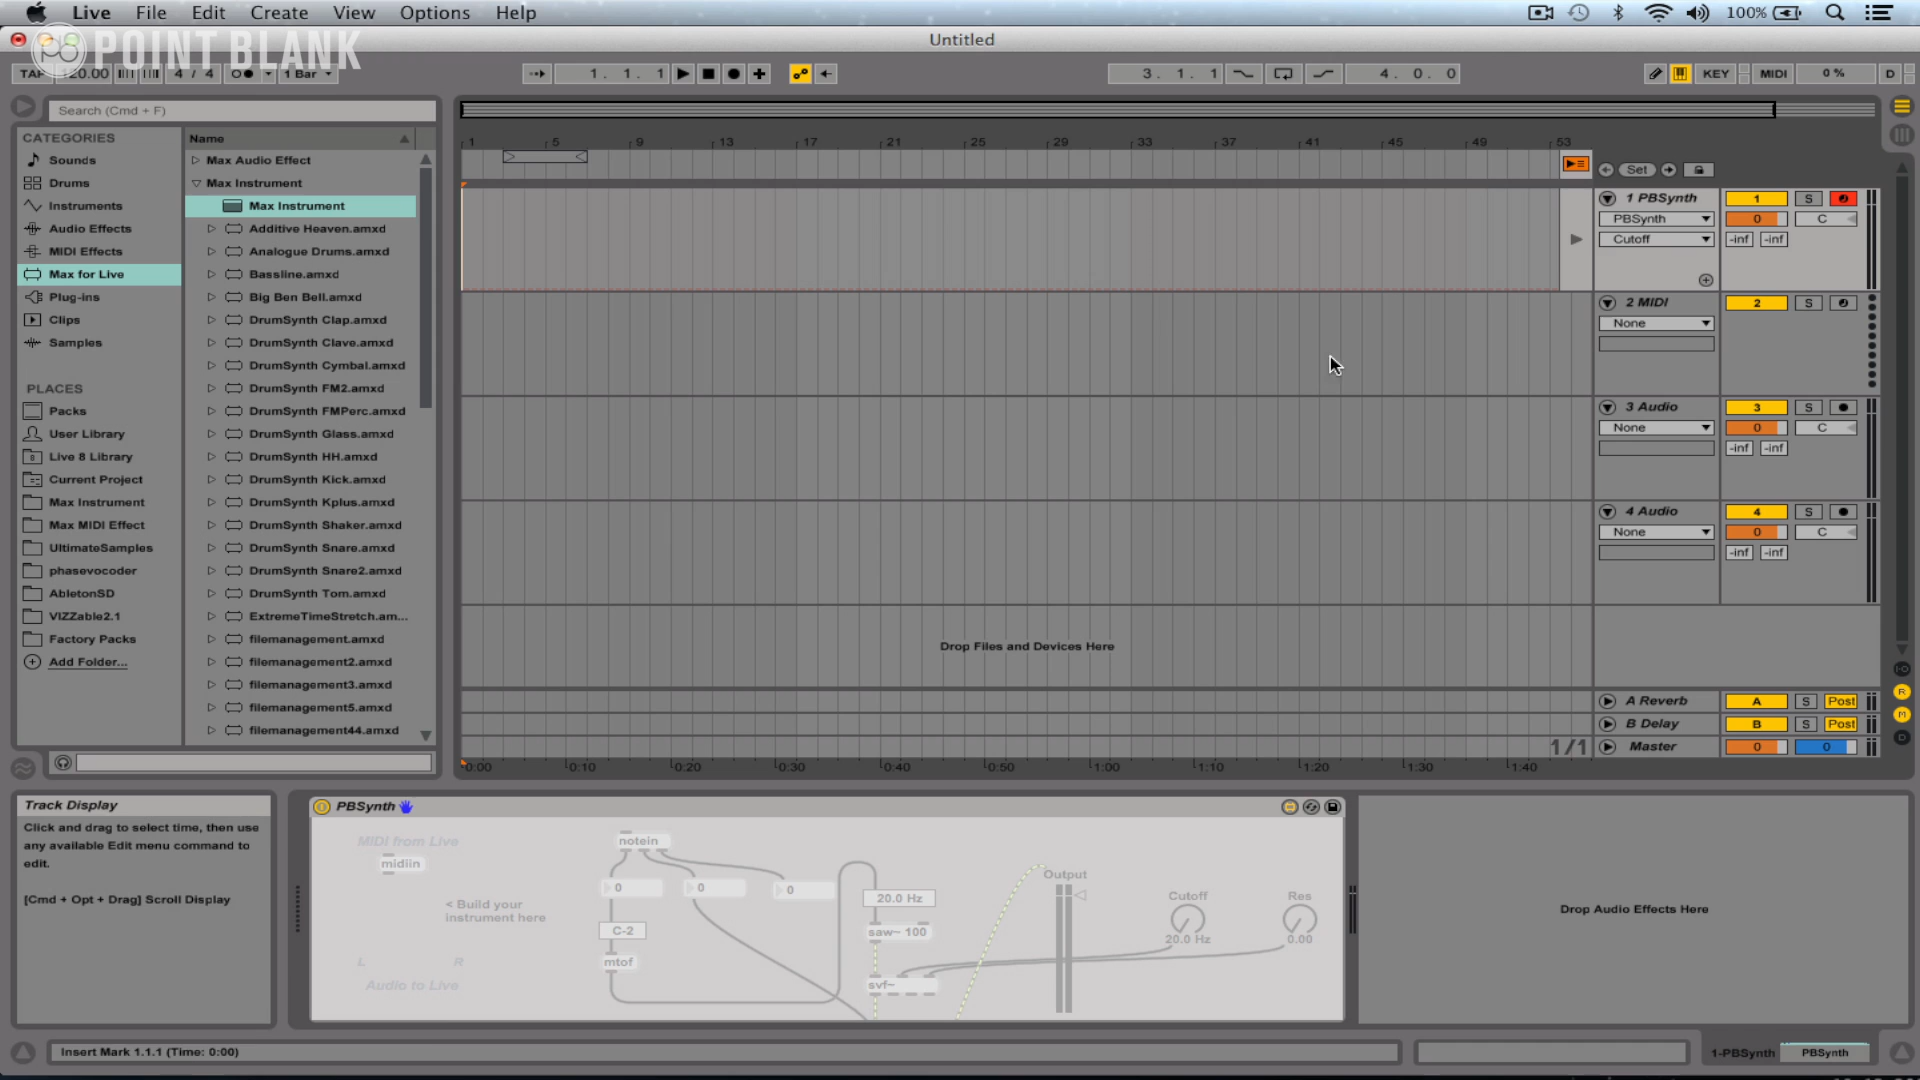 Live File Edit Create View Options Help 100%
Untitled
POINT BLANK
TAP 120.00 4 / 4 1 Bar 1. 1. 1 3. 1. 1 4. 0. 0 KEY MIDI 0 % D
Search (Cmd + F)
CATEGORIES
Sounds
Drums
Instruments
Audio Effects
MIDI Effects
Max for Live
Plug-ins
Clips
Samples
PLACES
Packs
User Library
Live 8 Library
Current Project
Max Instrument
Max MIDI Effect
UltimateSamples
phasevocoder
AbletonSD
VIZZable2.1
Factory Packs
Add Folder...
Name
Max Audio Effect
Max Instrument
Max Instrument
Additive Heaven.amxd
Analogue Drums.amxd
Bassline.amxd
Big Ben Bell.amxd
DrumSynth Clap.amxd
DrumSynth Clave.amxd
DrumSynth Cymbal.amxd
DrumSynth FM2.amxd
DrumSynth FMPerc.amxd
DrumSynth Glass.amxd
DrumSynth HH.amxd
DrumSynth Kick.amxd
DrumSynth Kplus.amxd
DrumSynth Shaker.amxd
DrumSynth Snare.amxd
DrumSynth Snare2.amxd
DrumSynth Tom.amxd
ExtremeTimeStretch.am...
filemanagement.amxd
filemanagement2.amxd
filemanagement3.amxd
filemanagement5.amxd
filemanagement44.amxd
1 5 9 13 17 21 25 29 33 37 41 45 49 53
Set
1 PBSynth 1 S
PBSynth 0 C
Cutoff -inf -inf
2 MIDI 2 S
None
3 Audio 3 S
None 0 C
-inf -inf
4 Audio 4 S
None 0 C
-inf -inf
Drop Files and Devices Here
A Reverb A S Post
B Delay B S Post
1/1 Master 0 0
0:00 0:10 0:20 0:30 0:40 0:50 1:00 1:10 1:20 1:30 1:40
Track Display
Click and drag to select time, then use
any available Edit menu command to
edit.
[Cmd + Opt + Drag] Scroll Display
PBSynth
MIDI from Live
midiin
< Build your
instrument here
L R
Audio to Live
notein
0 0 0
C-2
mtof
20.0 Hz
saw~ 100
svf~
Output
Cutoff
20.0 Hz
Res
0.00
Drop Audio Effects Here
Insert Mark 1.1.1 (Time: 0:00)
1-PBSynth PBSynth